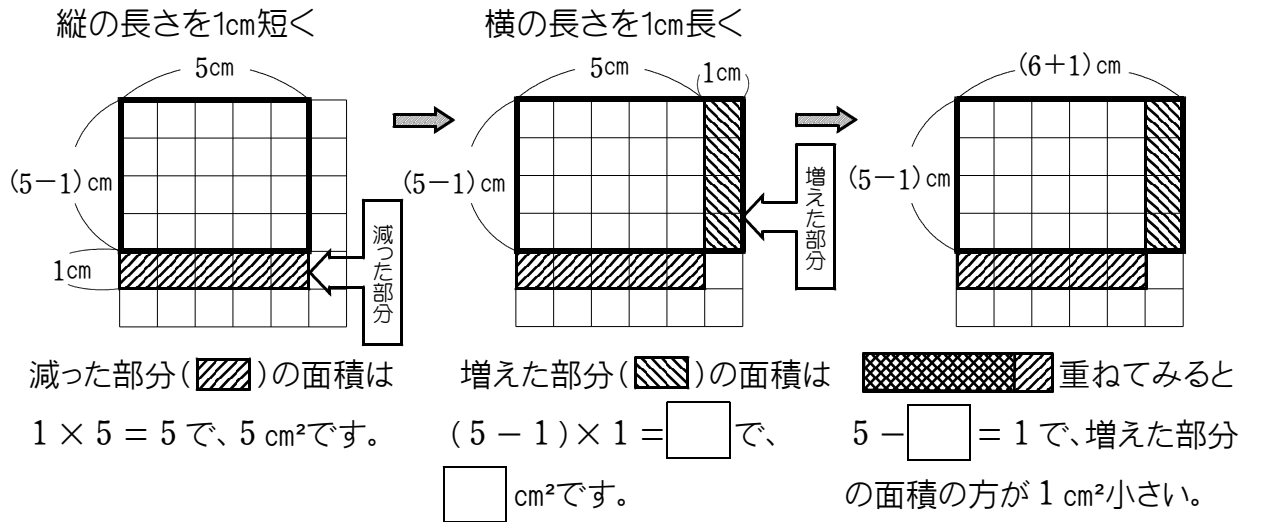 縦の長さを1cm短く
横の長さを1cm長く
5cm
(5－1)cm
1cm
減った部分
5cm
1cm
(5－1)cm
増えた部分
(6＋1)cm
(5－1)cm
減った部分( )の面積は
1 × 5 = 5 で、5 cm²です。
増えた部分( )の面積は
( 5 － 1 ) × 1 = で、
cm²です。
重ねてみると
5 － = 1 で、増えた部分
の面積の方が 1 cm²小さい。